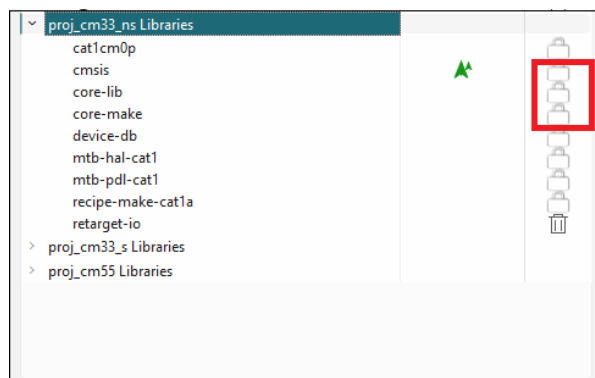 proj_cm33_ns Libraries
cat1cm0p
cmsis
core-lib
core-make
device-db
mtb-hal-cat1
mtb-pdl-cat1
recipe-make-cat1a
retarget-io
proj_cm33_s Libraries
proj_cm55 Libraries